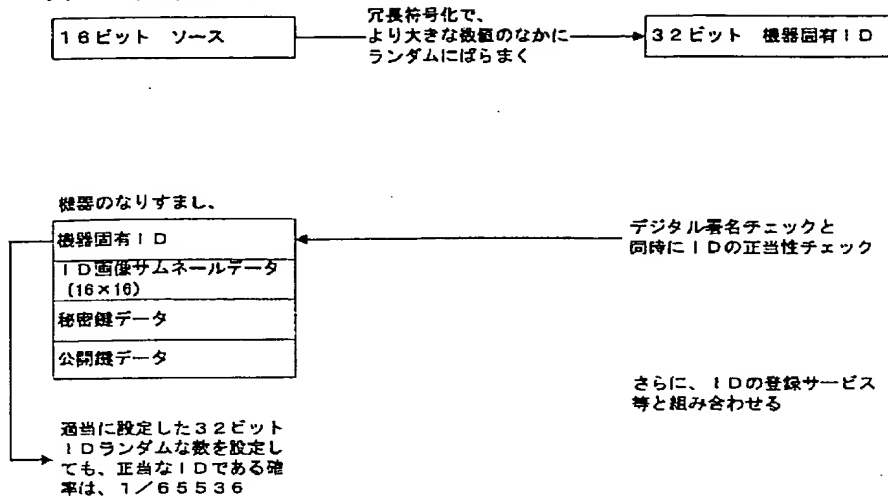 16ビット ソース
冗長符号化で、
より大きな数値のなかに
ランダムにばらまく
32ビット 機器固有ID
機器のなりすまし、
機器固有ID
ID画像サムネールデータ
(16×16)
秘密鍵データ
公開鍵データ
デジタル署名チェックと
同時にIDの正当性チェック
さらに、IDの登録サービス
等と組み合わせる
適当に設定した32ビット
IDランダムな数を設定し
ても、正当なIDである確
率は、1/65536